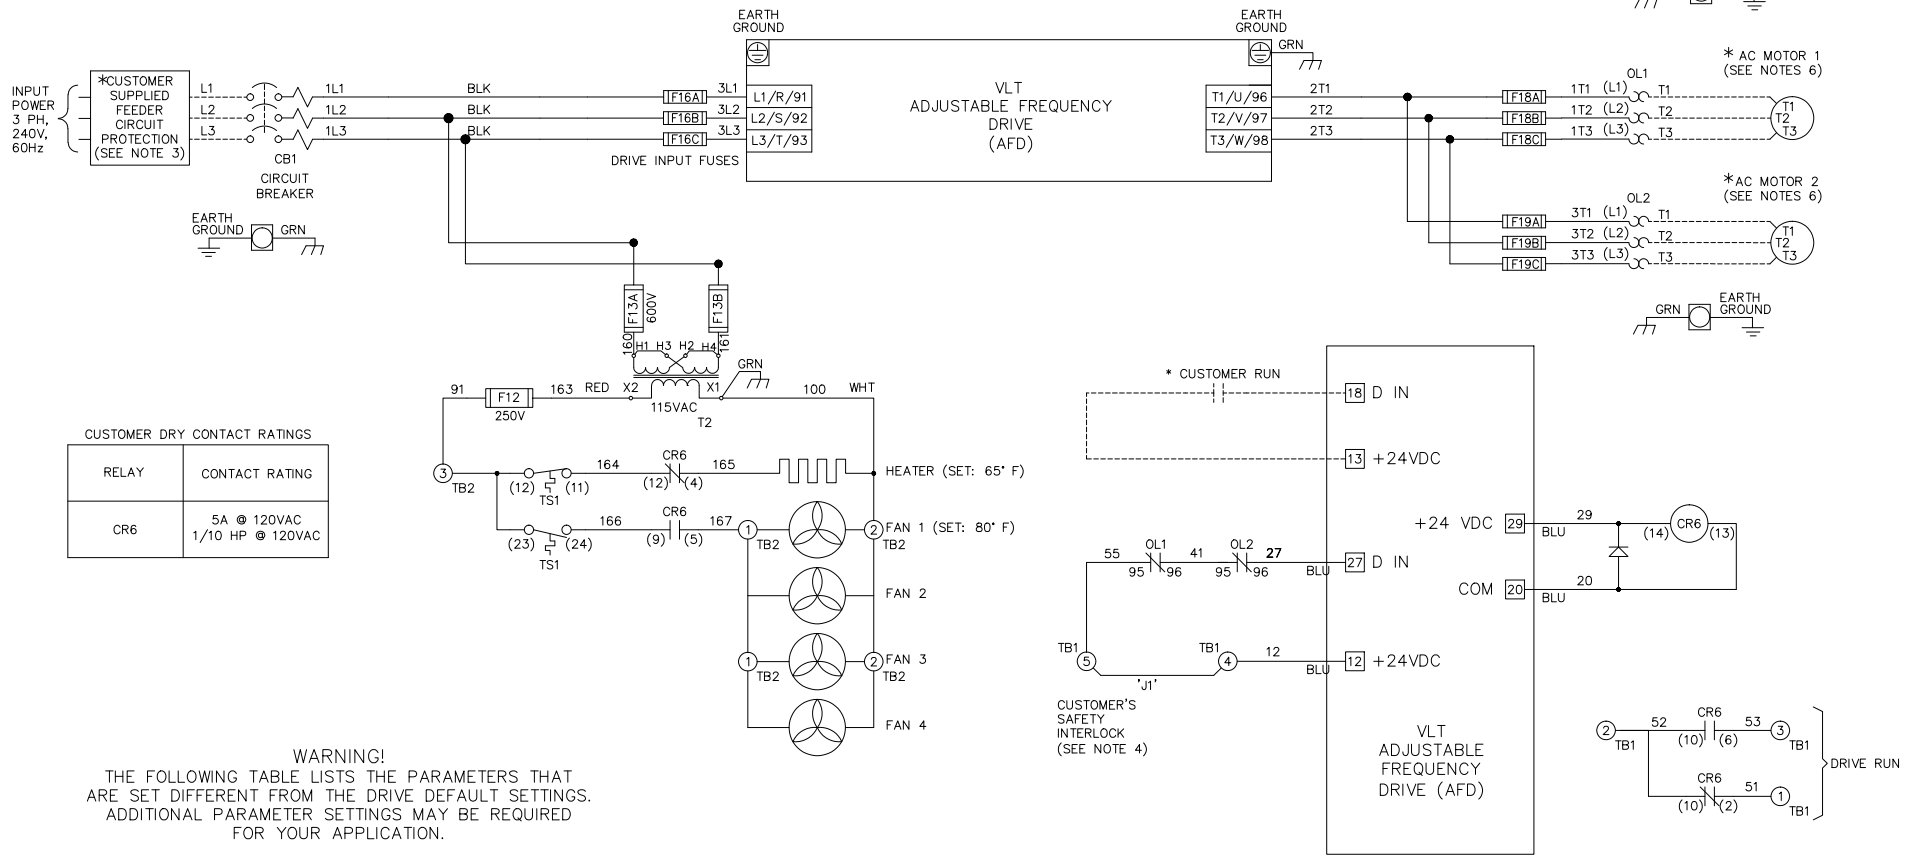 EARTH
GROUND
EARTH
GROUND
GRN
INPUT
POWER
3 PH,
240V,
60Hz
*CUSTOMER
SUPPLIED
FEEDER
CIRCUIT
PROTECTION
(SEE NOTE 3)
L1
L2
L3
CB1
CIRCUIT
BREAKER
1L1
1L2
1L3
BLK
BLK
BLK
F16A
F16B
F16C
3L1
3L2
3L3
DRIVE INPUT FUSES
L1/R/91
L2/S/92
L3/T/93
VLT
ADJUSTABLE FREQUENCY
DRIVE
(AFD)
T1/U/96
T2/V/97
T3/W/98
2T1
2T2
2T3
F18A
F18B
F18C
1T1 (L1)
1T2 (L2)
1T3 (L3)
OL1
T1
T2
T3
* AC MOTOR 1
(SEE NOTES 6)
T1
T2
T3
F19A
F19B
F19C
3T1 (L1)
3T2 (L2)
3T3 (L3)
OL2
T1
T2
T3
*AC MOTOR 2
(SEE NOTES 6)
T1
T2
T3
GRN
EARTH
GROUND
EARTH
GROUND
GRN
F13A
600V
F13B
160
161
H1 H3 H2 H4
GRN
91
F12
250V
163
RED
X2
X1
115VAC
T2
100
WHT
3
TB2
(12)
(11)
TS1
164
CR6
(12)
(4)
165
HEATER (SET: 65° F)
(23)
(24)
TS1
166
CR6
(9)
(5)
167
1
TB2
2
TB2
FAN 1 (SET: 80° F)
FAN 2
1
TB2
2
TB2
FAN 3
FAN 4
CUSTOMER DRY CONTACT RATINGS
RELAY
CONTACT RATING
CR6
5A @ 120VAC
1/10 HP @ 120VAC
WARNING!
THE FOLLOWING TABLE LISTS THE PARAMETERS THAT
ARE SET DIFFERENT FROM THE DRIVE DEFAULT SETTINGS.
ADDITIONAL PARAMETER SETTINGS MAY BE REQUIRED
FOR YOUR APPLICATION.
* CUSTOMER RUN
18
D IN
13
+24VDC
55
OL1
95
96
41
OL2
95
96
27
BLU
27
D IN
TB1
5
'J1'
TB1
4
12
BLU
12
+24VDC
CUSTOMER'S
SAFETY
INTERLOCK
(SEE NOTE 4)
+24 VDC
29
29
BLU
(14)
CR6
(13)
COM
20
20
BLU
VLT
ADJUSTABLE
FREQUENCY
DRIVE (AFD)
2
TB1
52
CR6
(10)
(6)
53
3
TB1
CR6
(10)
(2)
51
1
TB1
DRIVE RUN